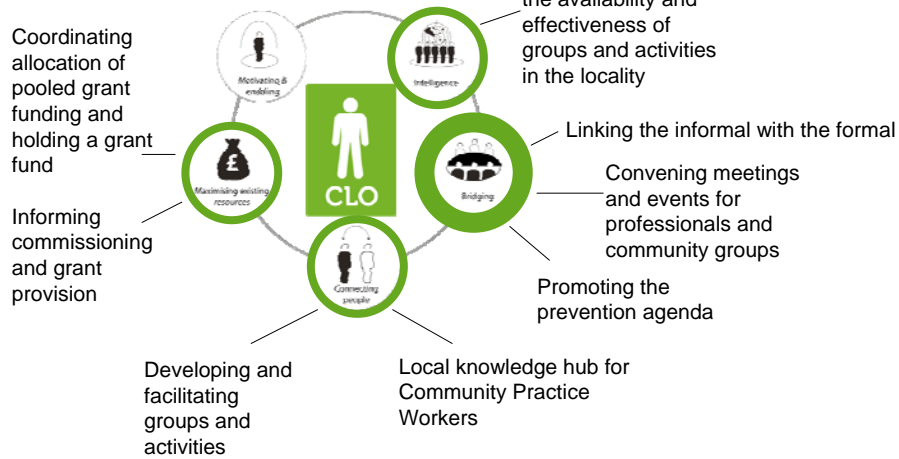 the availability and
effectiveness of
groups and activities
in the locality
Coordinating
allocation of
pooled grant
funding and
holding a grant
fund
Motivating &
enabling
Intelligence
Linking the informal with the formal
£
Maximising existing
resources
CLO
Bridging
Convening meetings
and events for
professionals and
community groups
Informing
commissioning
and grant
provision
Connecting
people
Promoting the
prevention agenda
Developing and
facilitating
groups and
activities
Local knowledge hub for
Community Practice
Workers